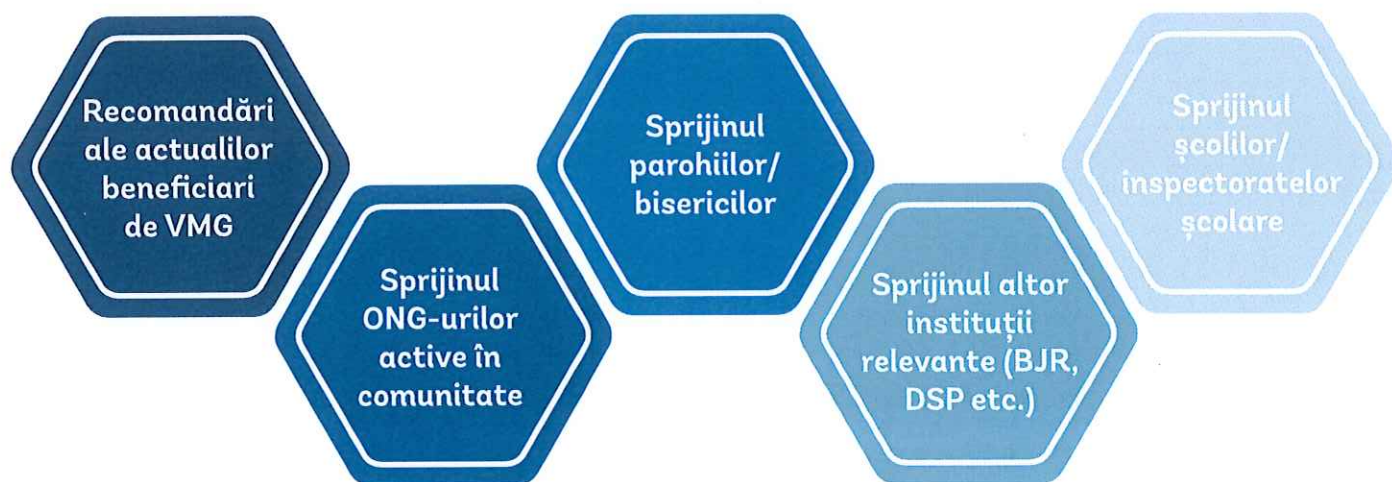 Recomandări
ale actualilor
beneficiari
de VMG
Sprijinul
ONG-urilor
active în
comunitate
Sprijinul
parohiilor/
bisericilor
Sprijinul altor
instituții
relevante (BJR,
DSP etc.)
Sprijinul
școlilor/
inspectoratelor
școlare